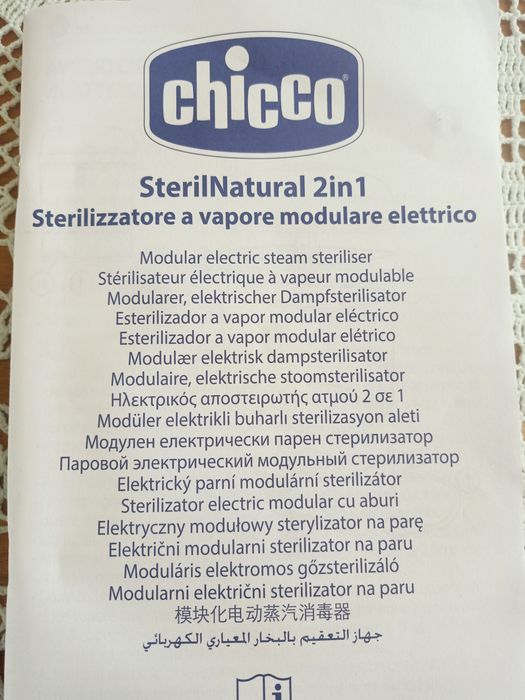 chicco®
SterilNatural 2in1
Sterilizzatore a vapore modulare elettrico
Modular electric steam steriliser
Stérilisateur électrique à vapeur modulable
Modularer, elektrischer Dampfsterilisator
Esterilizador a vapor modular eléctrico
Esterilizador a vapor modular elétrico
Modulær elektrisk dampsterilisator
Modulaire, elektrische stoomsterilisator
Ηλεκτρικός αποστειρωτής ατμού 2 σε 1
Modüler elektrikli buharlı sterilizasyon aleti
Модулен електрически парен стерилизатор
Паровой электрический модульный стерилизатор
Elektrický parní modulární sterilizátor
Sterilizator electric modular cu aburi
Elektryczny modułowy sterylizator na parę
Električni modularni sterilizator na paru
Moduláris elektromos gőzsterilizáló
Modularni električni sterilizator na paru
模块化电动蒸汽消毒器
جهاز التعقيم بالبخار المعياري الكهربائي
i